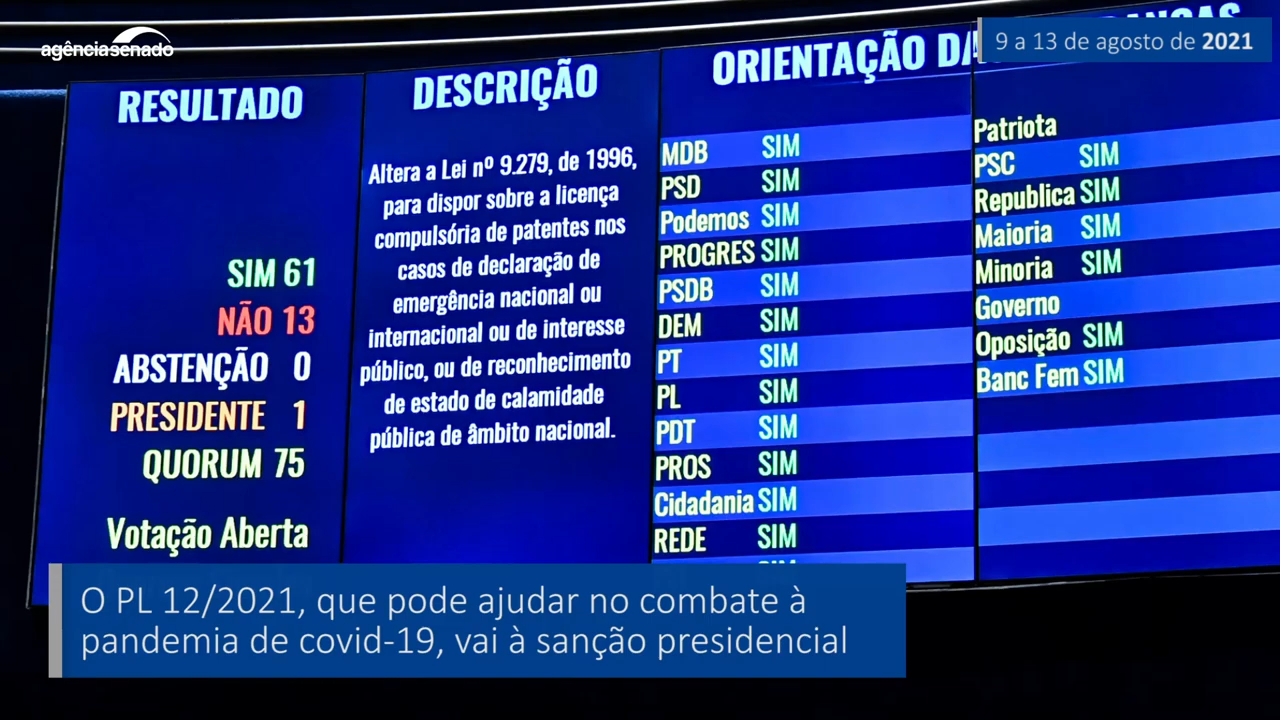 agênciasenado
9 a 13 de agosto de 2021
RESULTADO
SIM 61
NÃO 13
ABSTENÇÃO 0
PRESIDENTE 1
QUORUM 75
Votação Aberta
DESCRIÇÃO
Altera a Lei nº 9.279, de 1996,
para dispor sobre a licença
compulsória de patentes nos
casos de declaração de
emergência nacional ou
internacional ou de interesse
público, ou de reconhecimento
de estado de calamidade
pública de âmbito nacional.
ORIENTAÇÃO
MDB SIM
PSD SIM
Podemos SIM
PROGRES SIM
PSDB SIM
DEM SIM
PT SIM
PL SIM
PDT SIM
PROS SIM
Cidadania SIM
REDE SIM
Patriota
PSC SIM
Republica SIM
Maioria SIM
Minoria SIM
Governo
Oposição SIM
Banc Fem SIM
O PL 12/2021, que pode ajudar no combate à
pandemia de covid-19, vai à sanção presidencial